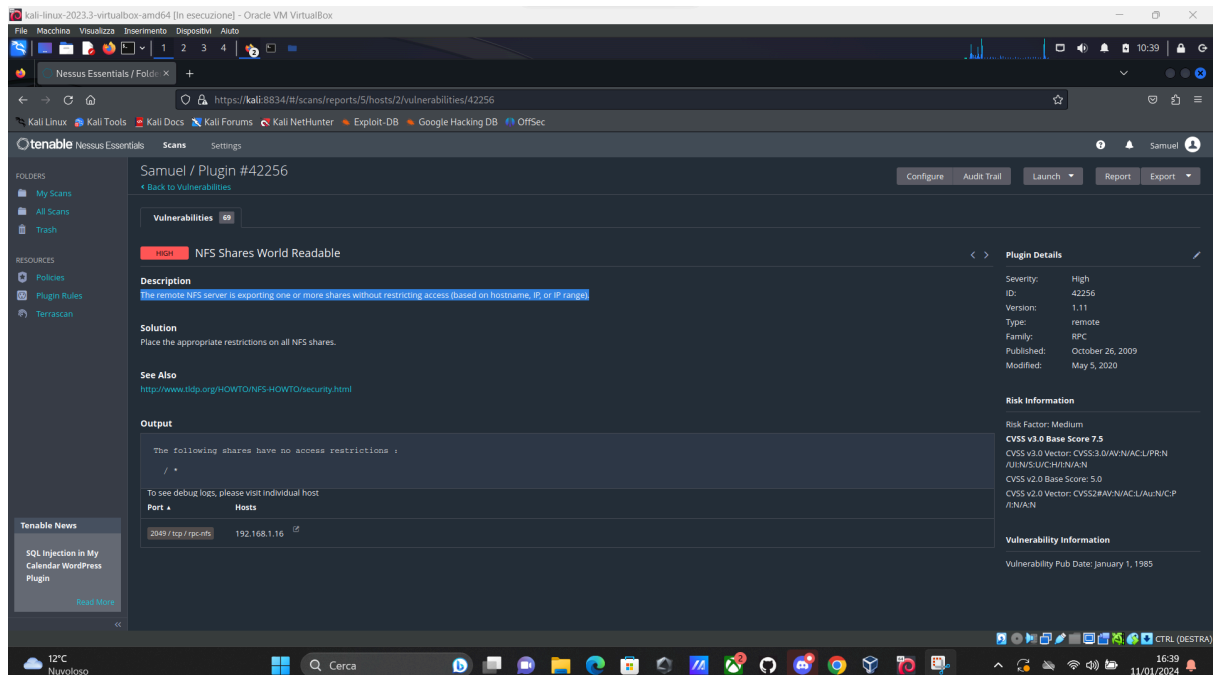 kali-linux-2023.3-virtualbox-amd64 [In esecuzione] - Oracle VM VirtualBox
File Macchina Visualizza Inserimento Dispositivi Aiuto
1 2 3 4 10:39
Nessus Essentials / Folde
https://kali:8834/#/scans/reports/5/hosts/2/vulnerabilities/42256
Kali Linux Kali Tools Kali Docs Kali Forums Kali NetHunter Exploit-DB Google Hacking DB OffSec
tenable Nessus Essentials Scans Settings Samuel
FOLDERS
My Scans
All Scans
Trash
RESOURCES
Policies
Plugin Rules
Terrascan
Tenable News
SQL Injection in My
Calendar WordPress
Plugin
Read More
Samuel / Plugin #42256
Back to Vulnerabilities
Configure Audit Trail Launch Report Export
Vulnerabilities 69
HIGH NFS Shares World Readable
Description
The remote NFS server is exporting one or more shares without restricting access (based on hostname, IP, or IP range).
Solution
Place the appropriate restrictions on all NFS shares.
See Also
http://www.tldp.org/HOWTO/NFS-HOWTO/security.html
Output
The following shares have no access restrictions :
/ *
To see debug logs, please visit individual host
Port Hosts
2049 / tcp / rpc-nfs 192.168.1.16
Plugin Details
Severity: High
ID: 42256
Version: 1.11
Type: remote
Family: RPC
Published: October 26, 2009
Modified: May 5, 2020
Risk Information
Risk Factor: Medium
CVSS v3.0 Base Score 7.5
CVSS v3.0 Vector: CVSS:3.0/AV:N/AC:L/PR:N
/UI:N/S:U/C:H/I:N/A:N
CVSS v2.0 Base Score: 5.0
CVSS v2.0 Vector: CVSS2#AV:N/AC:L/Au:N/C:P
/I:N/A:N
Vulnerability Information
Vulnerability Pub Date: January 1, 1985
CTRL (DESTRA)
12°C
Nuvoloso
Cerca
16:39
11/01/2024